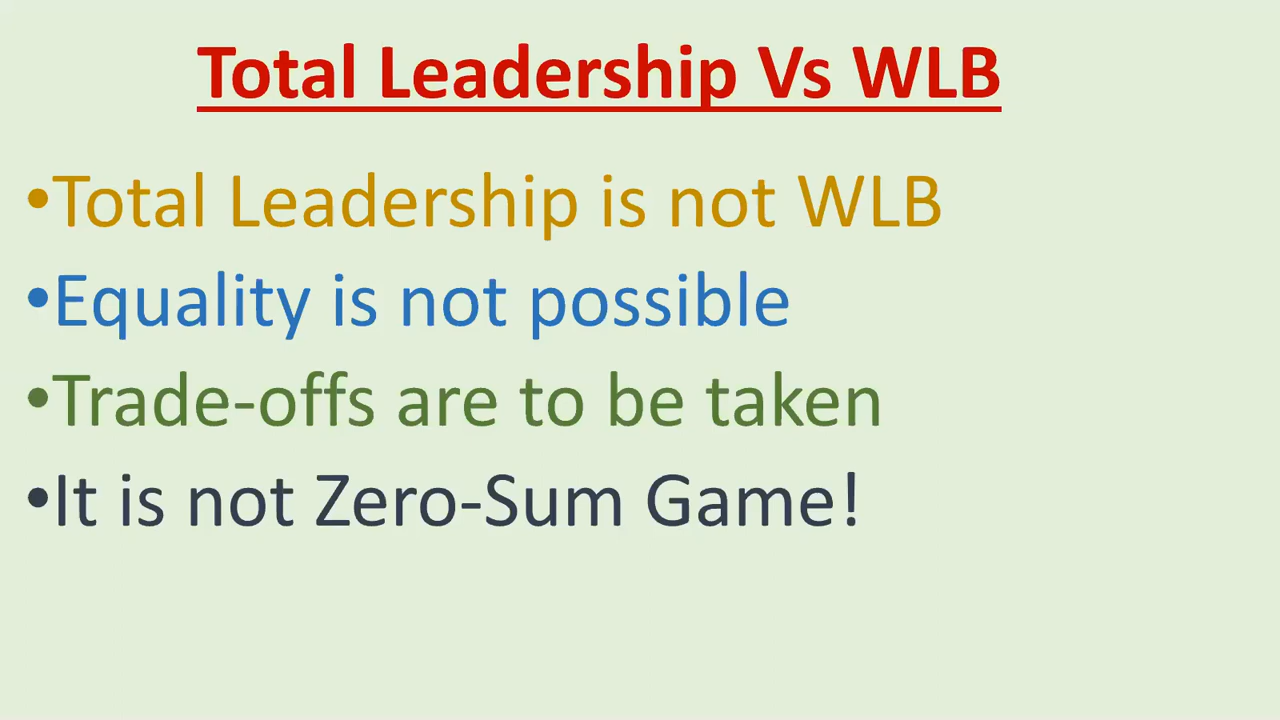 Total Leadership Vs WLB
•Total Leadership is not WLB
•Equality is not possible
•Trade-offs are to be taken
•It is not Zero-Sum Game!